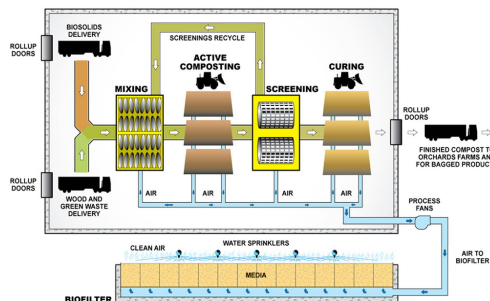 BIOSOLIDS
DELIVERY
ROLLUP
DOORS
SCREENINGS RECYCLE
ACTIVE
COMPOSTING
CURING
MIXING
SCREENING
ROLLUP
DOORS
FINISHED COMPOST
ORCHARDS FARMS
FOR BAGGED
ROLLUP
DOORS
WOOD AND
GREEN WASTE
DELIVERY
AIR
AIR
AIR
AIR
PROCESS
FANS
CLEAN AIR
WATER SPRINKLERS
AIR TO
BIOFILTER
MEDIA
BIOFILTER